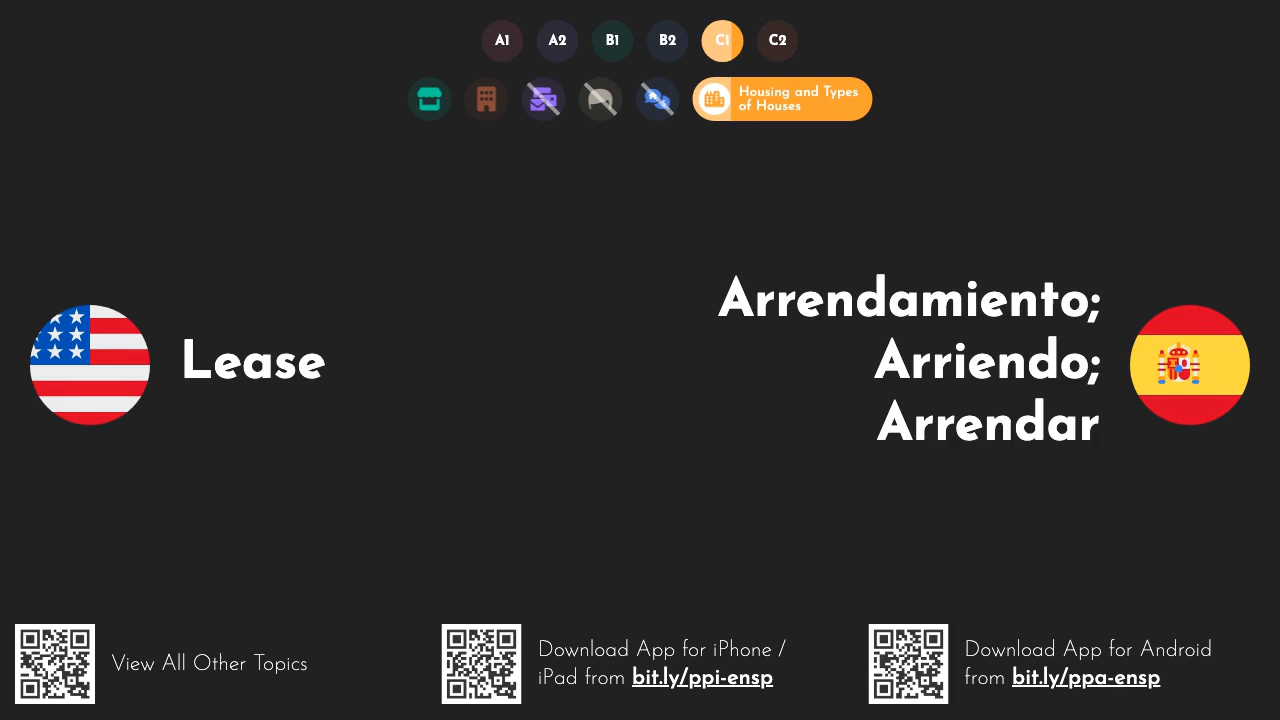 A1 A2 B1 B2 C1 C2
Housing and Types
of Houses
Lease
Arrendamiento;
Arriendo;
Arrendar
View All Other Topics
Download App for iPhone /
iPad from bit.ly/ppi-ensp
Download App for Android
from bit.ly/ppa-ensp